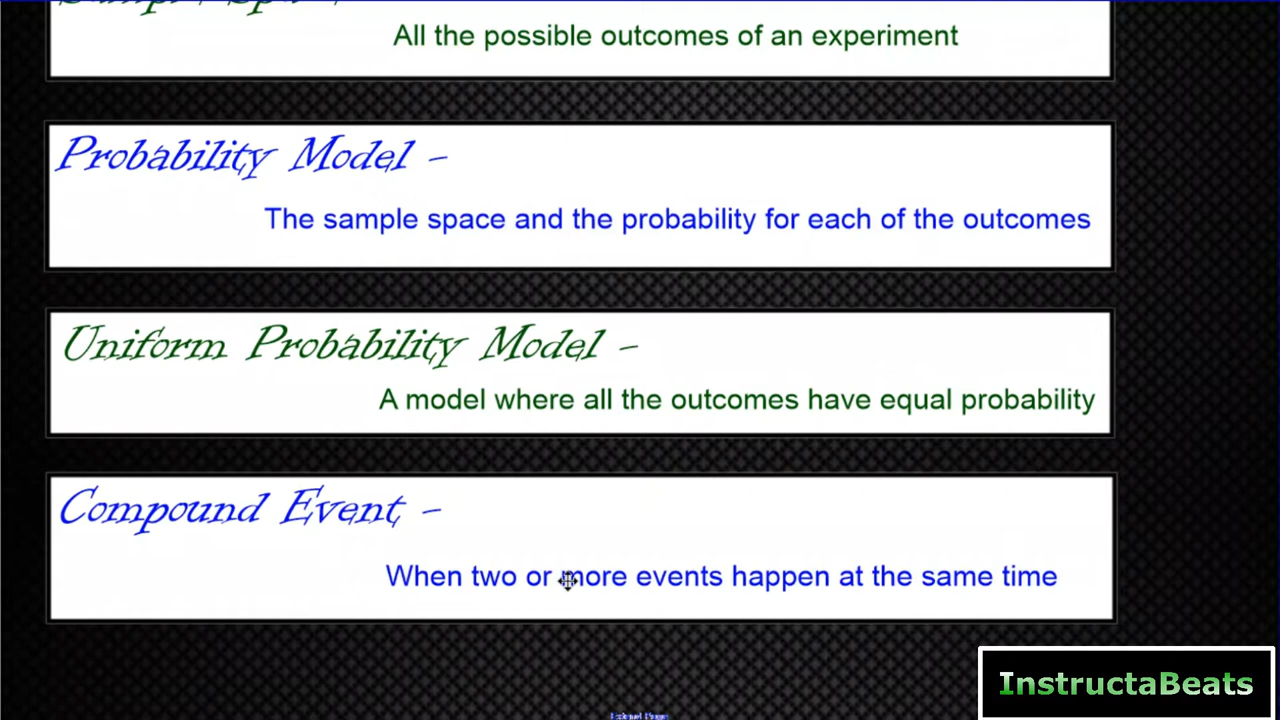 All the possible outcomes of an experiment
Probability Model -
The sample space and the probability for each of the outcomes
Uniform Probability Model -
A model where all the outcomes have equal probability
Compound Event -
When two or more events happen at the same time
InstructaBeats